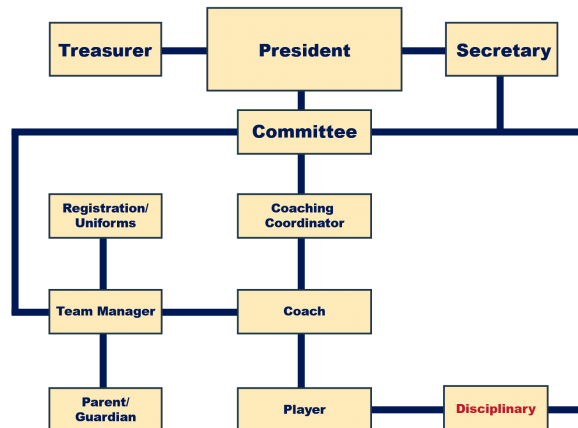 Treasurer
President
Secretary
Committee
Registration/
Uniforms
Coaching
Coordinator
Team Manager
Coach
Parent/
Guardian
Player
Disciplinary